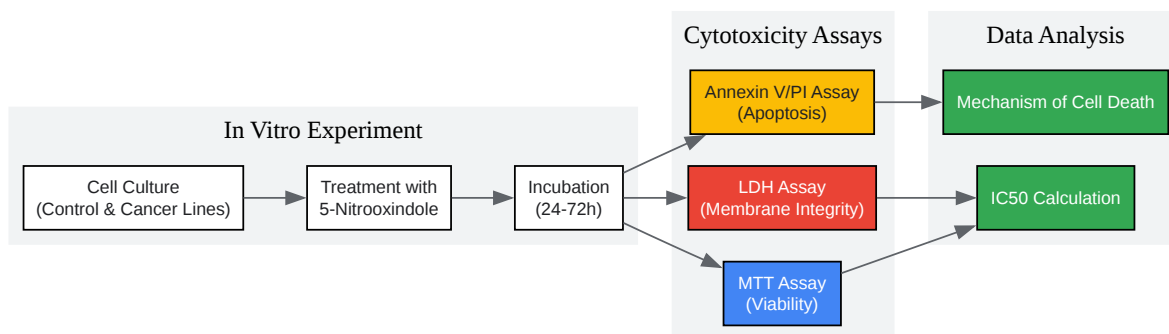 In Vitro Experiment
Cell Culture
(Control & Cancer Lines)
Treatment with
5-Nitrooxindole
Incubation
(24-72h)
Cytotoxicity Assays
Annexin V/PI Assay
(Apoptosis)
LDH Assay
(Membrane Integrity)
MTT Assay
(Viability)
Data Analysis
Mechanism of Cell Death
IC50 Calculation